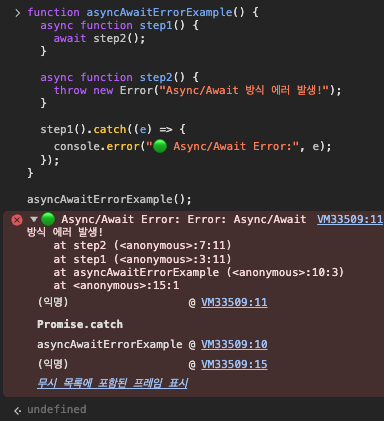 function asyncAwaitErrorExample() {
  async function step1() {
    await step2();
  }

  async function step2() {
    throw new Error("Async/Await 방식 에러 발생!");
  }

  step1().catch((e) => {
    console.error("🟢 Async/Await Error:", e);
  });
}

asyncAwaitErrorExample();
🟢 Async/Await Error: Error: Async/Await VM33509:11
방식 에러 발생!
    at step2 (<anonymous>:7:11)
    at step1 (<anonymous>:3:11)
    at asyncAwaitErrorExample (<anonymous>:10:3)
    at <anonymous>:15:1
(익명) @ VM33509:11
Promise.catch
asyncAwaitErrorExample @ VM33509:10
(익명) @ VM33509:15
무시 목록에 포함된 프레임 표시
undefined